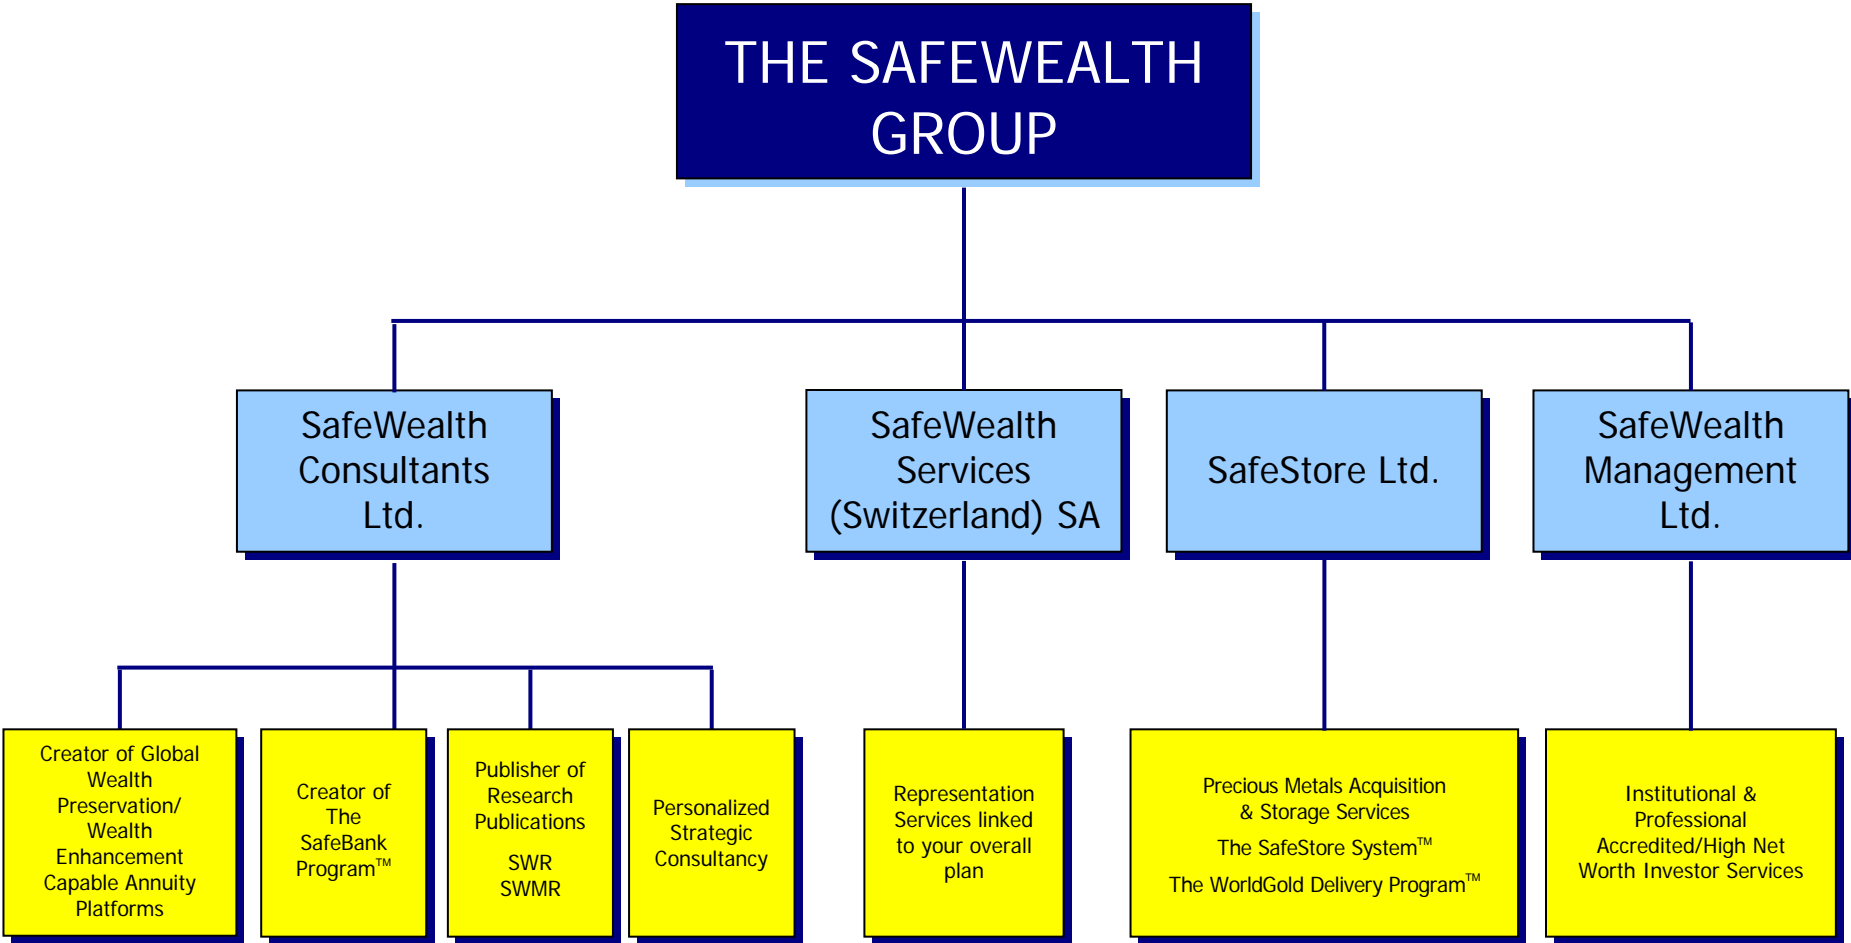 THE SAFEWEALTH
GROUP
SafeWealth
Consultants
Ltd.
SafeWealth
Services
(Switzerland) SA
SafeStore Ltd.
SafeWealth
Management
Ltd.
Creator of Global
Wealth
Preservation/
Wealth
Enhancement
Capable Annuity
Platforms
Creator of
The
SafeBank
Program™
Publisher of
Research
Publications
SWR
SWMR
Personalized
Strategic
Consultancy
Representation
Services linked
to your overall
plan
Precious Metals Acquisition
& Storage Services
The SafeStore System™
The WorldGold Delivery Program™
Institutional &
Professional
Accredited/High Net
Worth Investor Services